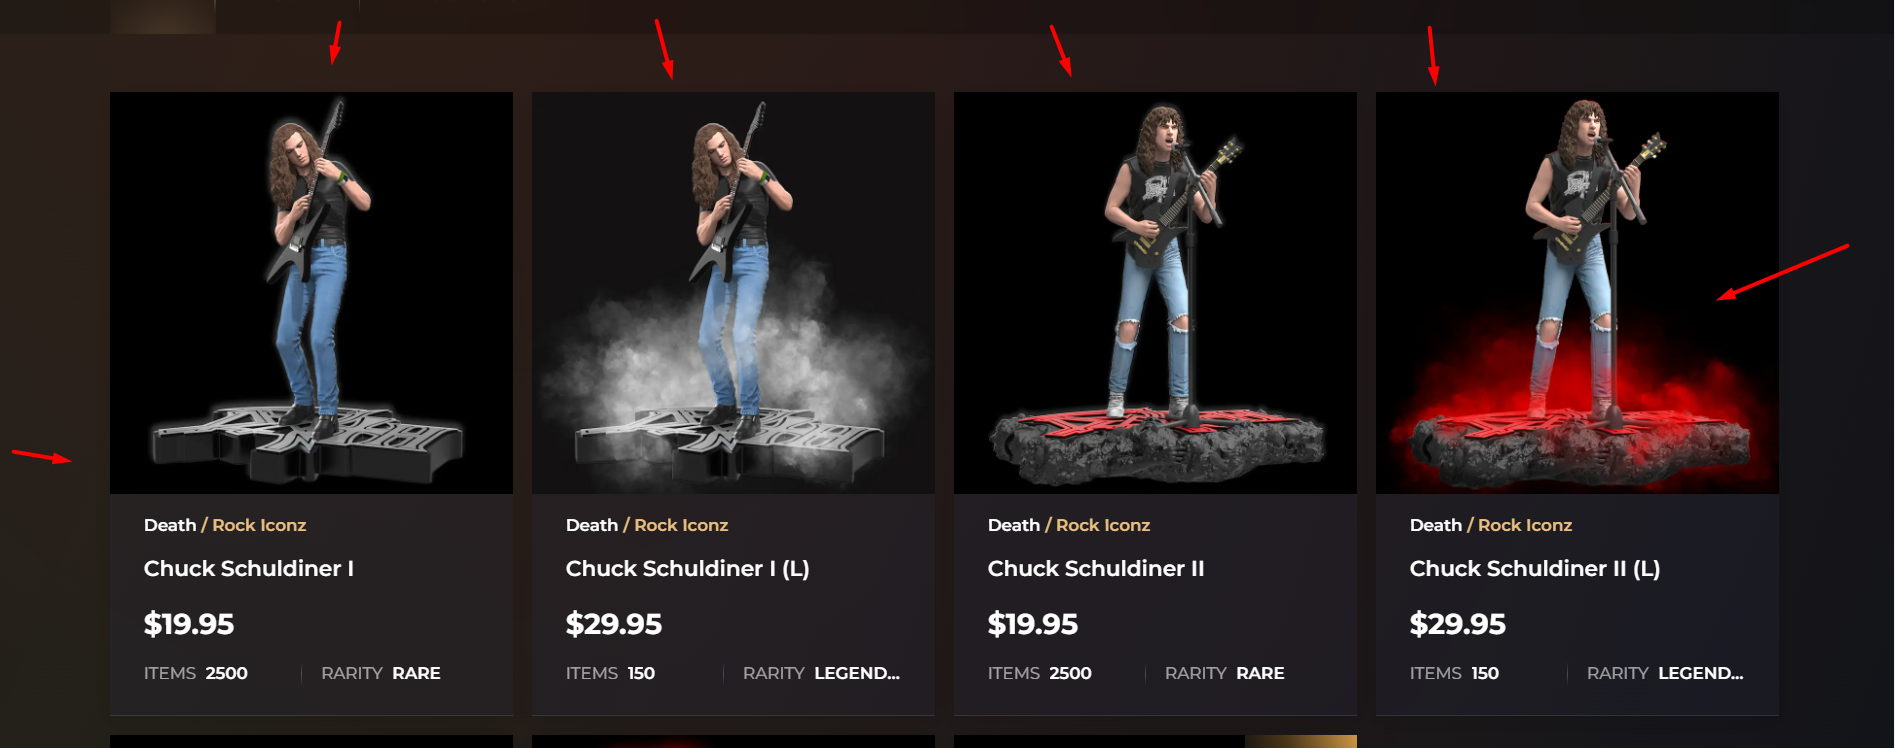 Death / Rock Iconz
Chuck Schuldiner I
$19.95
ITEMS 2500 RARITY RARE
Death / Rock Iconz
Chuck Schuldiner I (L)
$29.95
ITEMS 150 RARITY LEGEND...
Death / Rock Iconz
Chuck Schuldiner II
$19.95
ITEMS 2500 RARITY RARE
Death / Rock Iconz
Chuck Schuldiner II (L)
$29.95
ITEMS 150 RARITY LEGEND...